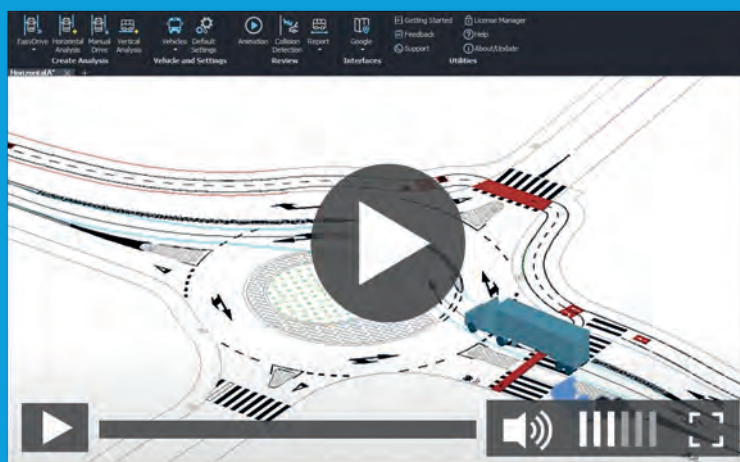 EasyDrive Horizontal Analysis Manual Drive Vertical Analysis
Create Analysis
Vehicles Default Settings
Vehicle and Settings
Animation Collision Detection Report
Review
Google
Interfaces
Getting Started License Manager
Feedback Help
Support About/Update
Utilities
HorizontalA* × +